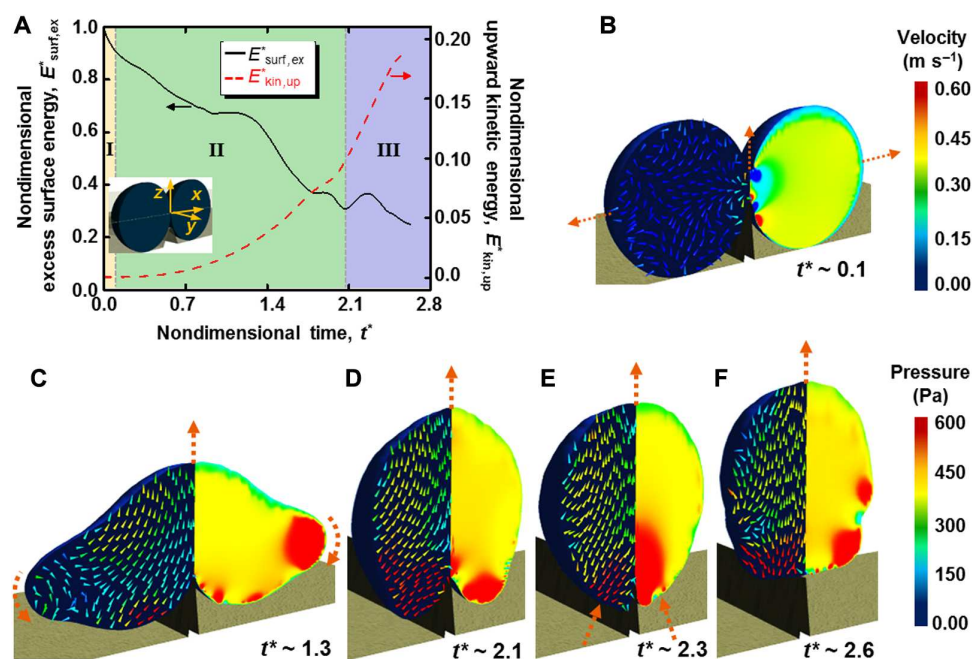 A
Nondimensional
excess surface energy, E*surf,ex
1.0
0.8
0.6
0.4
0.2
0.0
0.0
0.7
1.4
2.1
2.8
Nondimensional time, t*
E*surf,ex
E*kin,up
I
II
III
z
x
y
0.20
0.15
0.10
0.05
0.0
Nondimensional
upward kinetic energy, E*kin,up
B
t* ~ 0.1
Velocity
(m s⁻¹)
0.60
0.45
0.30
0.15
0.00
C
t* ~ 1.3
D
t* ~ 2.1
E
t* ~ 2.3
F
t* ~ 2.6
Pressure
(Pa)
600
450
300
150
0.00